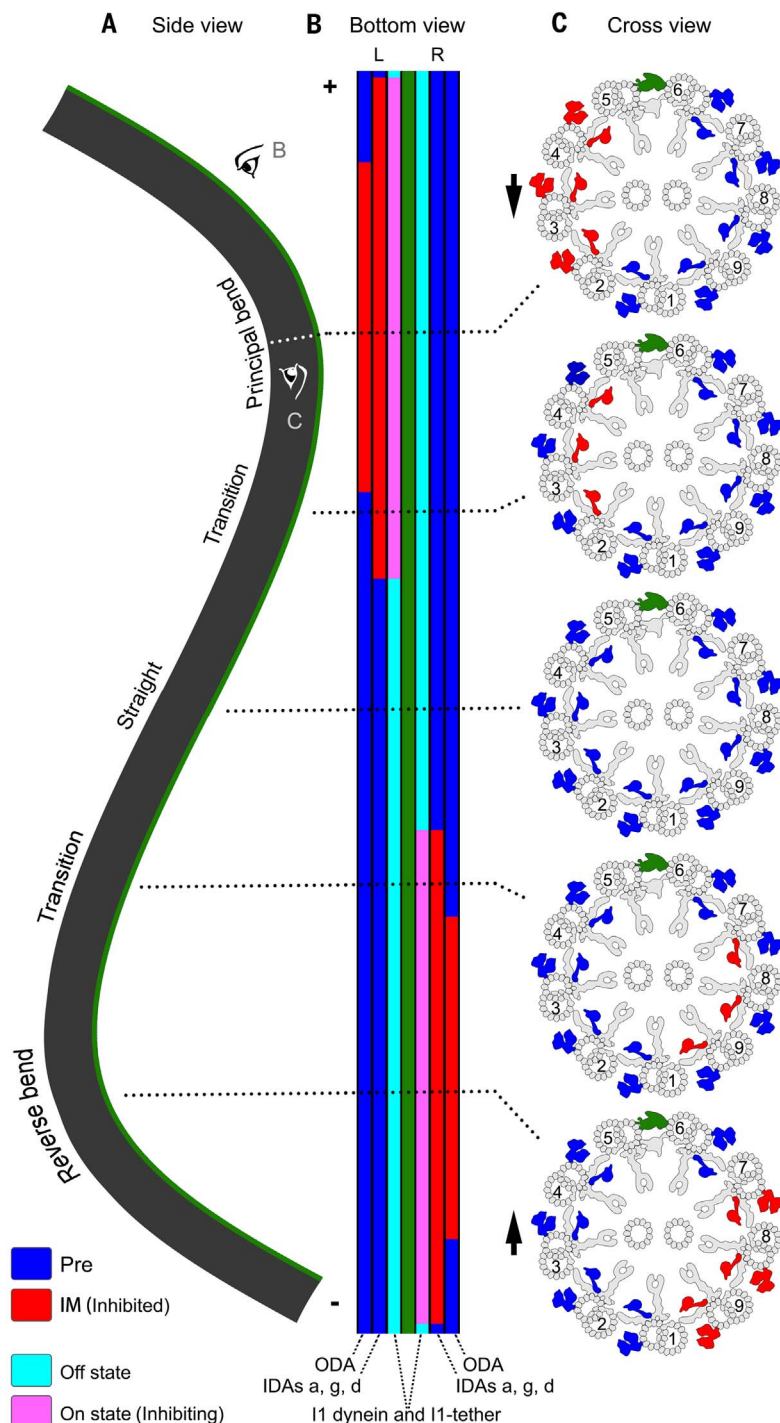 A Side view
B Bottom view
C Cross view
L R
+
B
C
Principal bend
Transition
Straight
Transition
Reverse bend
-
5 6 4 7 3 8 2 9 1
5 6 4 7 3 8 2 9 1
5 6 4 7 3 8 2 9 1
5 6 4 7 3 8 2 9 1
5 6 4 7 3 8 2 9 1
Pre
IM (Inhibited)
Off state
On state (Inhibiting)
ODA ODA
IDAs a, g, d IDAs a, g, d
I1 dynein and I1-tether